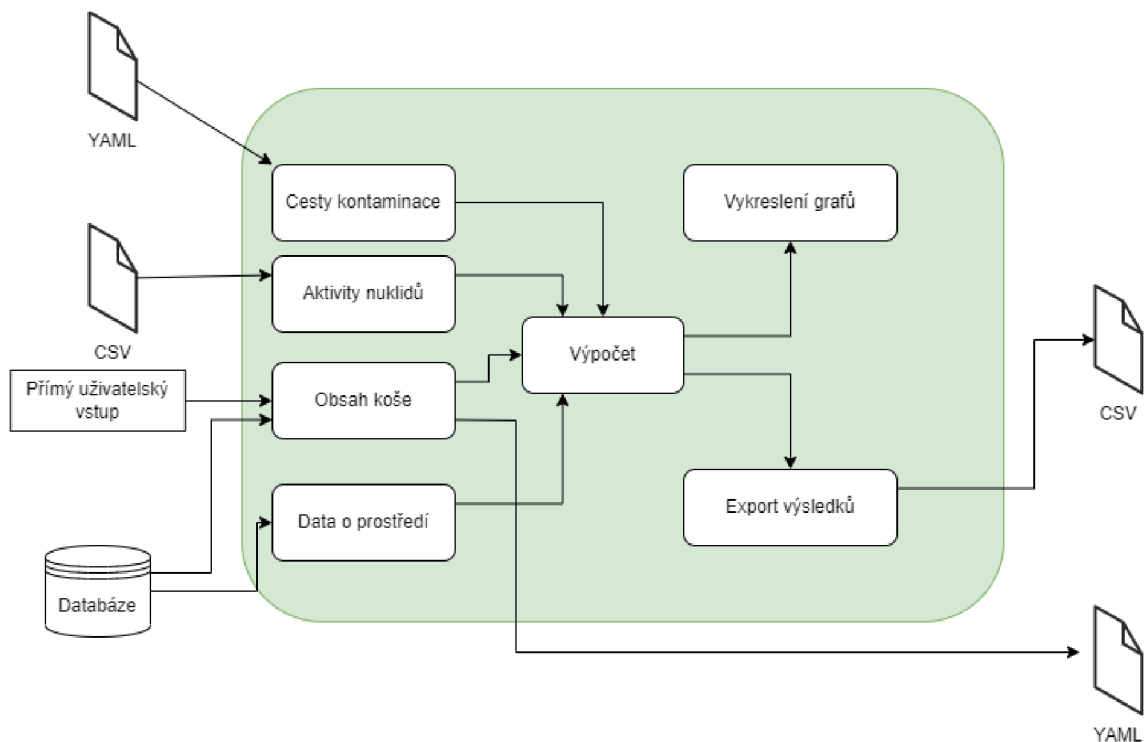 YAML
Cesty kontaminace
Vykreslení grafů
Aktivity nuklidů
CSV
Výpočet
Přímý uživatelský
vstup
Obsah koše
CSV
Data o prostředí
Export výsledků
Databáze
YAML